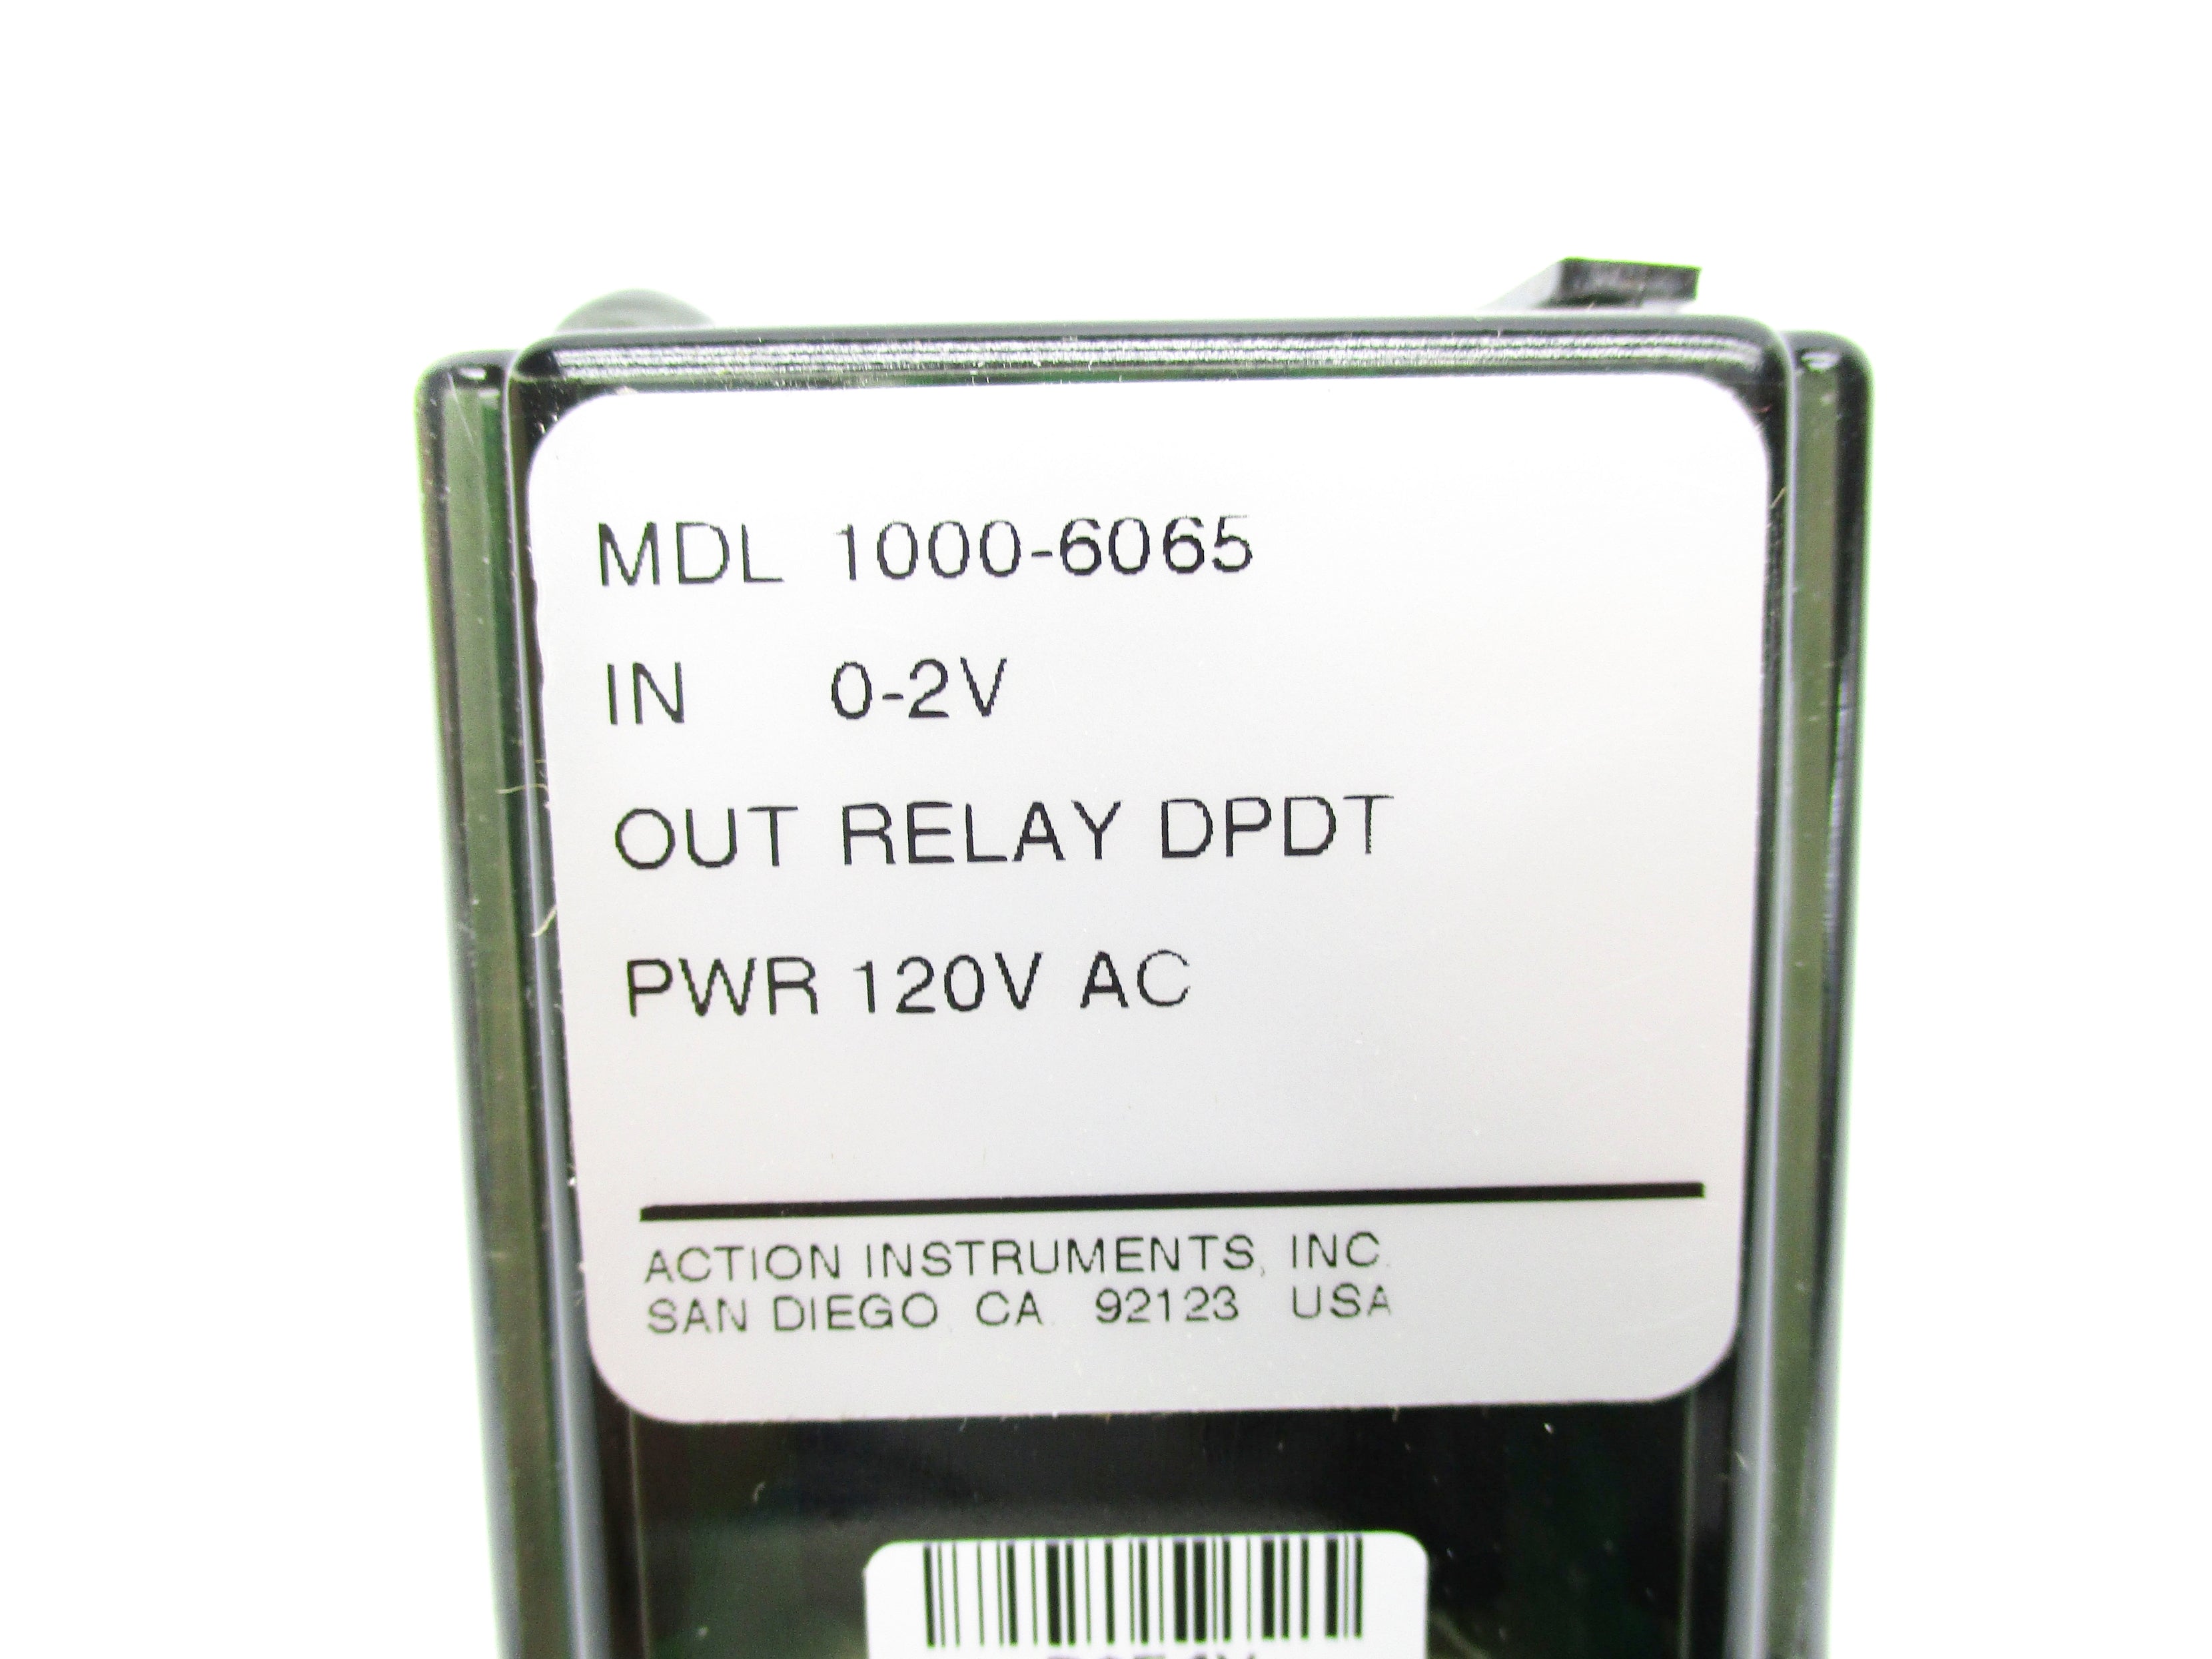 MDL 1000-6065
IN 0-2V
OUT RELAY DPDT
PWR 120V AC
ACTION INSTRUMENTS, INC.
SAN DIEGO CA 92123 USA